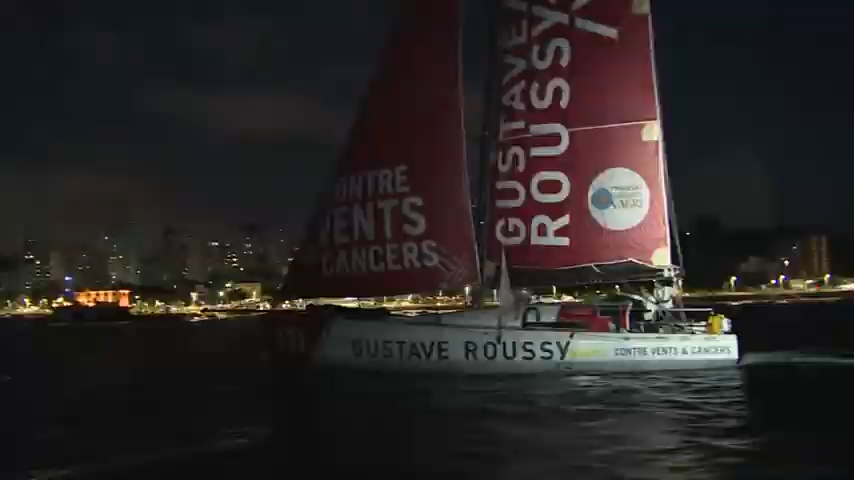 GUSTAVE
ROUSSY
CONTRE
VENTS
CANCERS
GUSTAVE ROUSSY
CONTRE VENTS & CANCERS